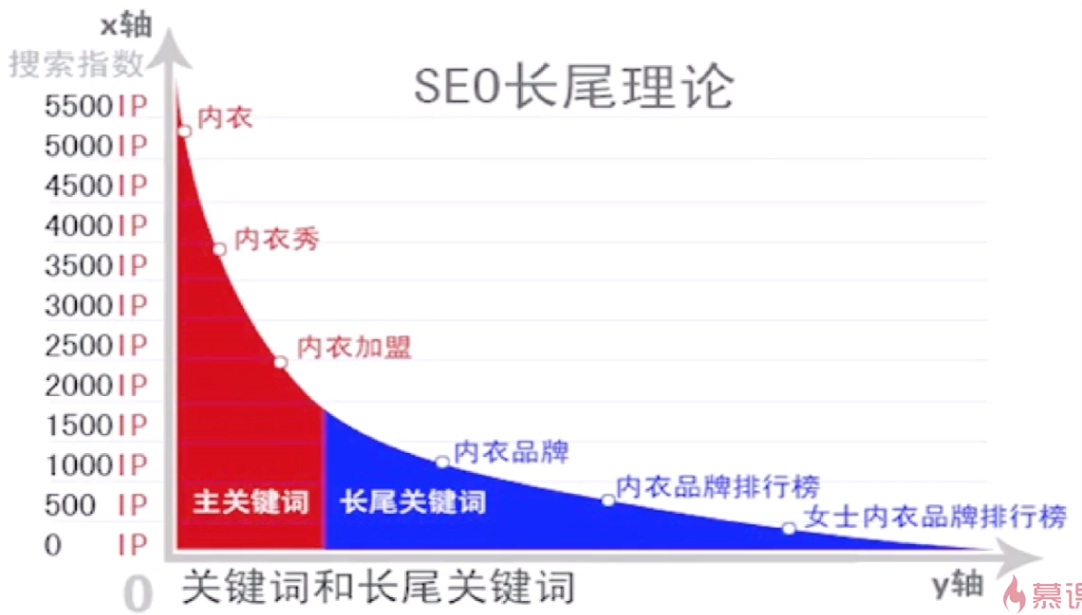 x轴
搜索指数
SEO长尾理论
5500 IP
5000 IP
4500 IP
4000 IP
3500 IP
3000 IP
2500 IP
2000 IP
1500 IP
1000 IP
500 IP
0 IP
内衣
内衣秀
内衣加盟
内衣品牌
内衣品牌排行榜
女士内衣品牌排行榜
主关键词
长尾关键词
0
关键词和长尾关键词
y轴
慕课